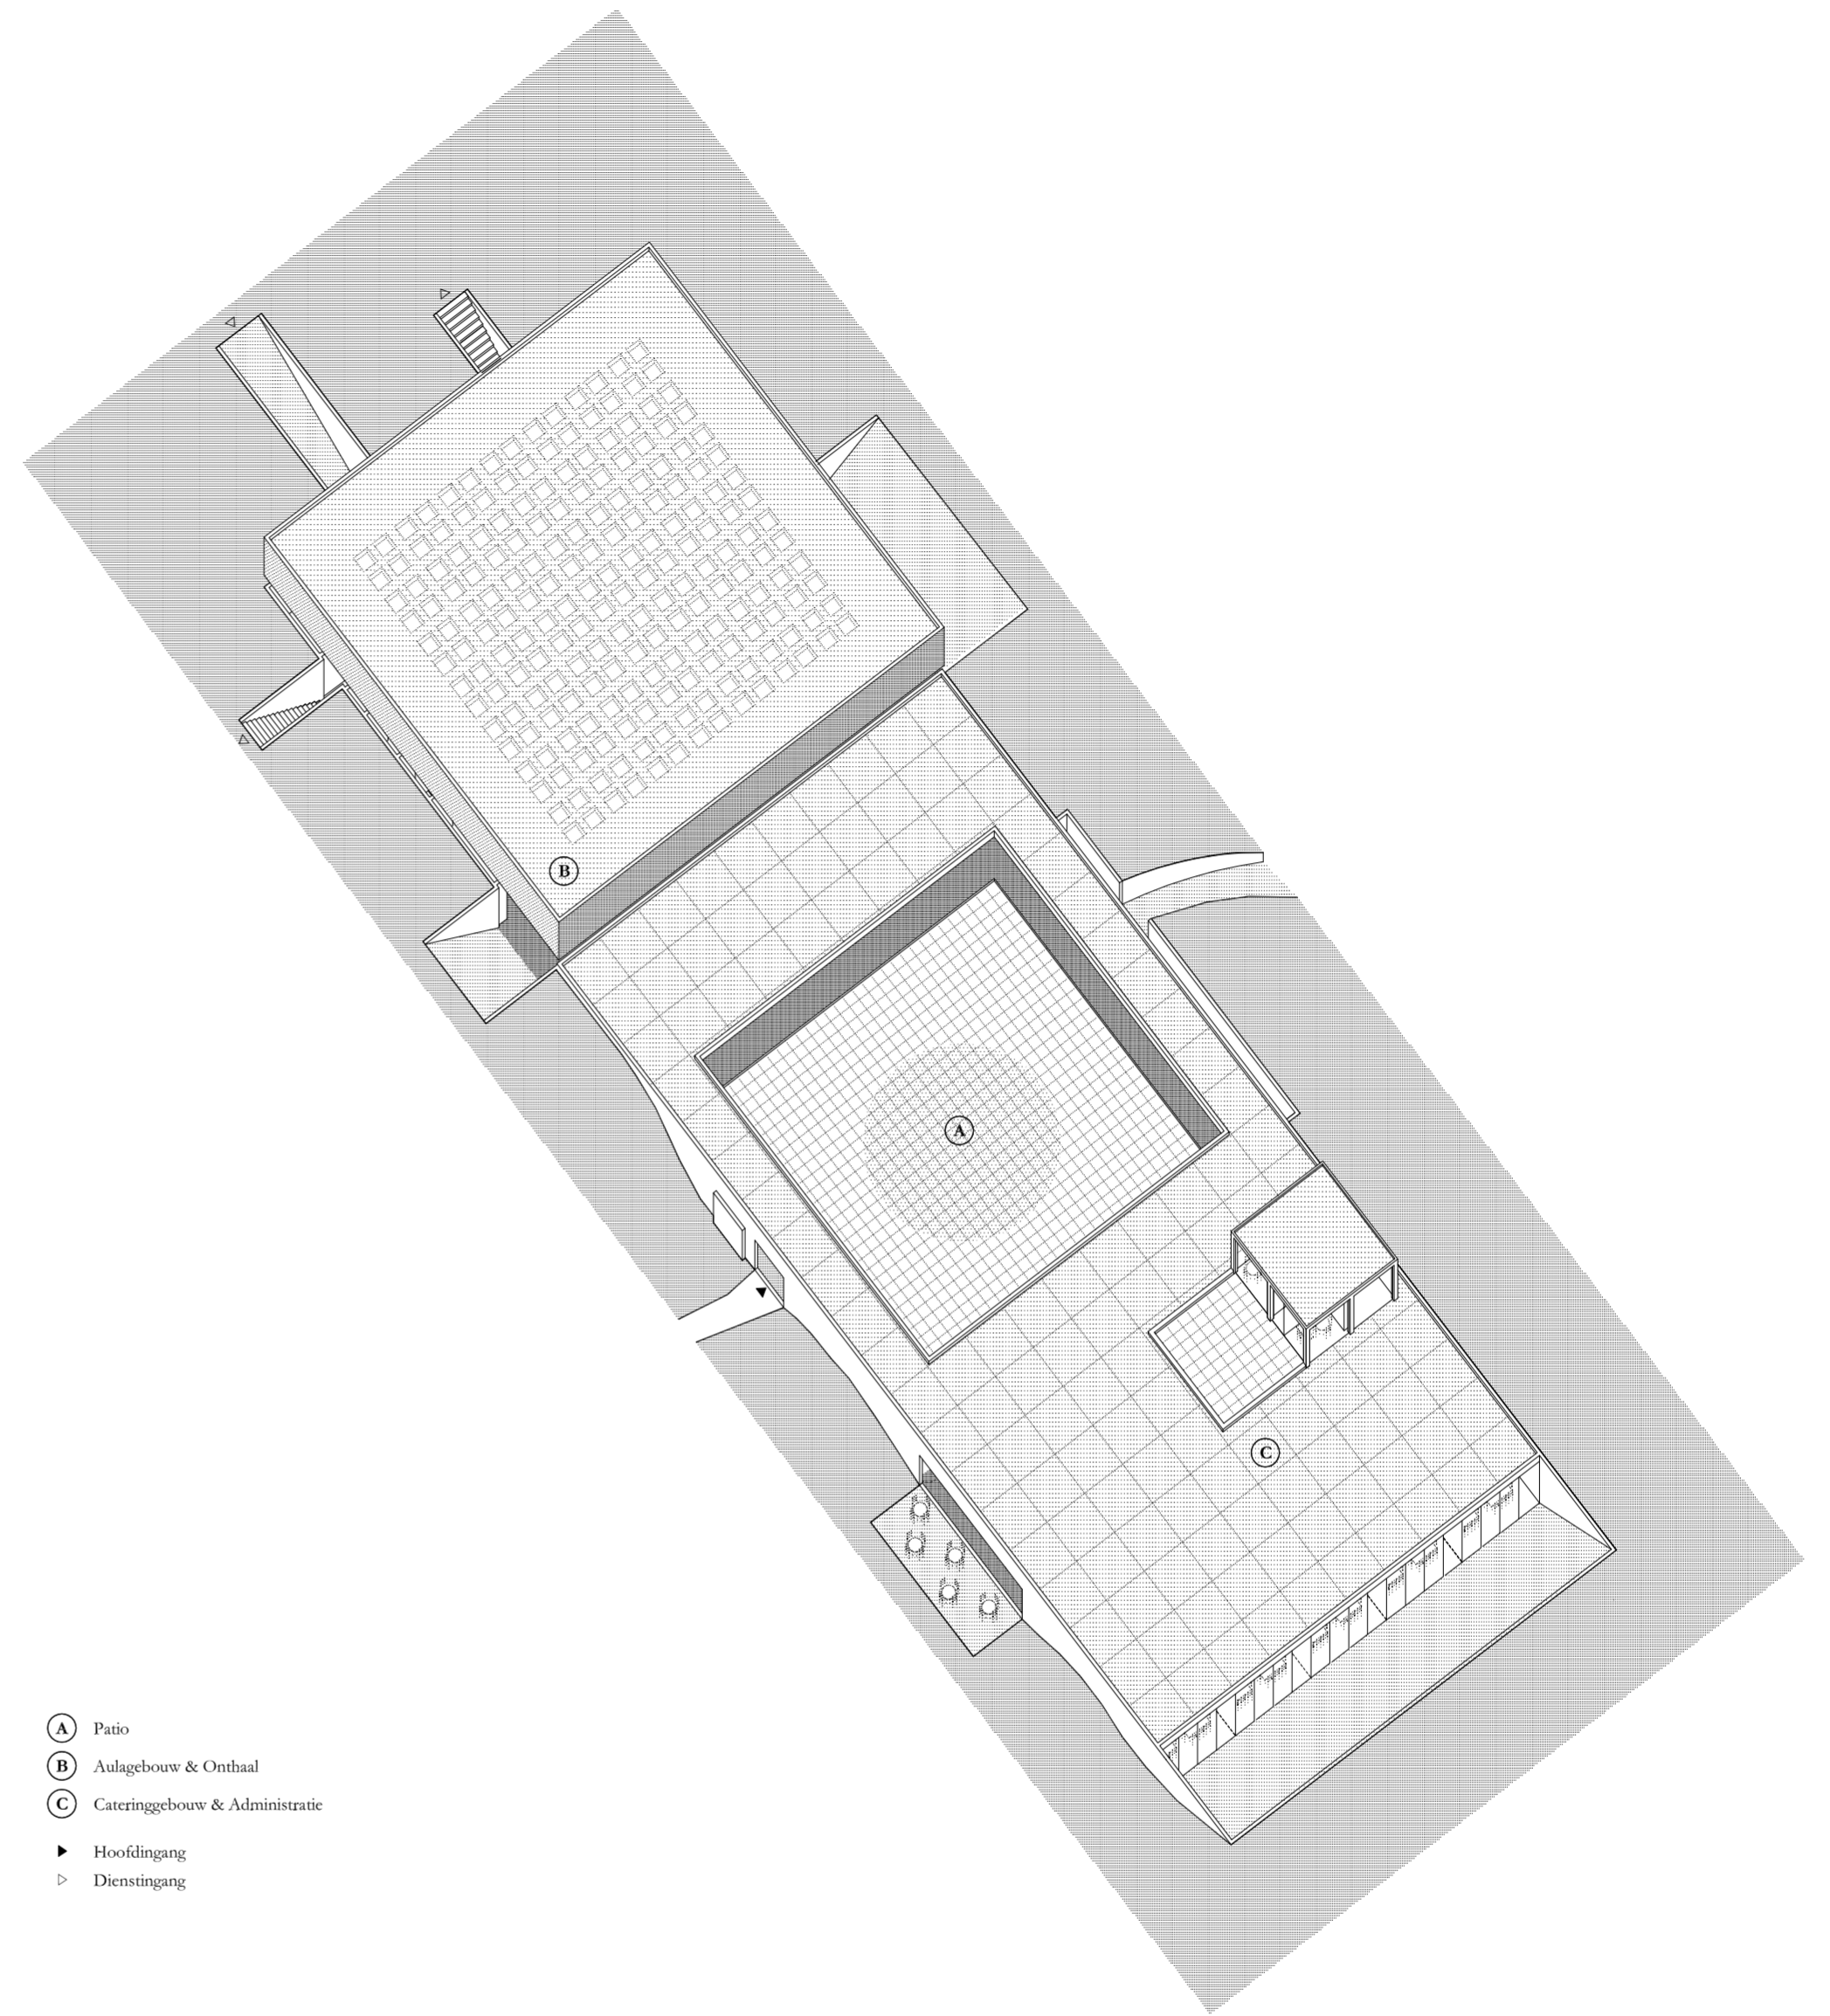 B
A
C
A Patio
B Aulagebouw & Onthaal
C Cateringgebouw & Administratie
Hoofdingang
Dienstingang